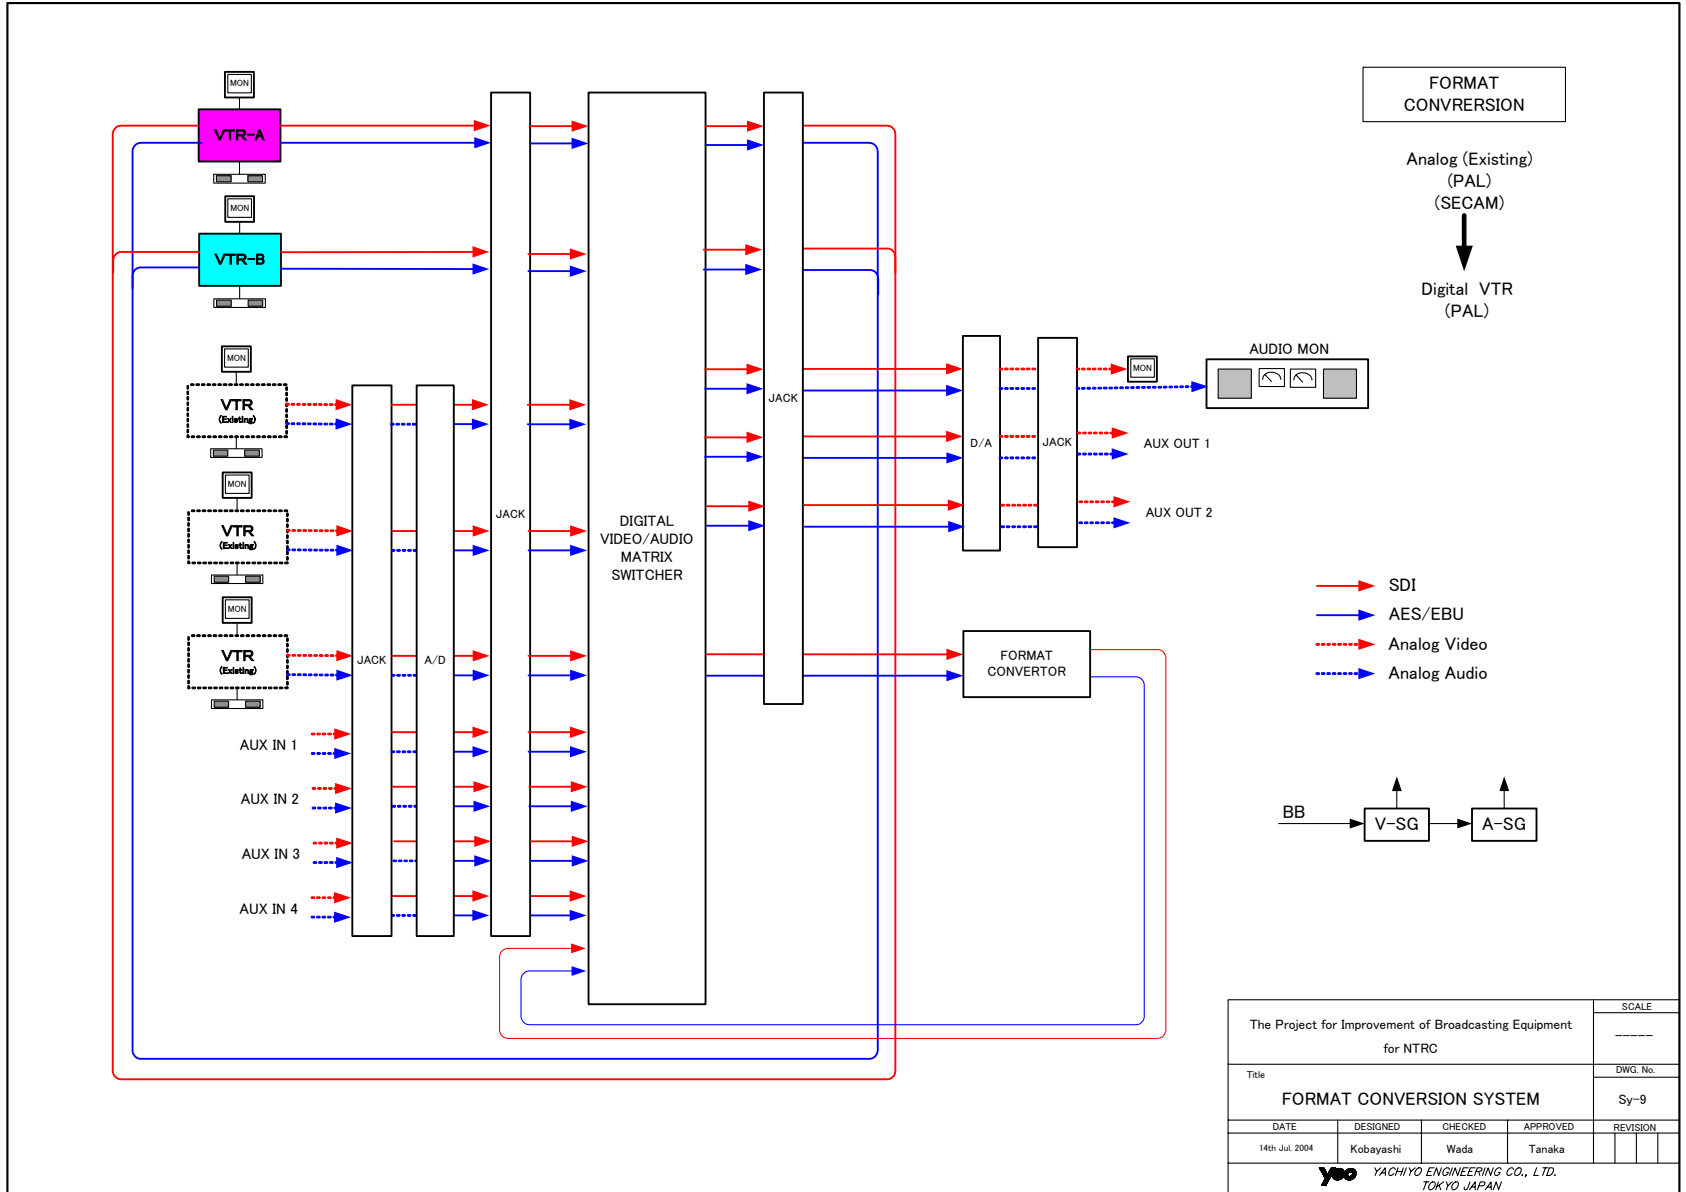 MON
VTR-A
MON
VTR-B
MON
VTR
(Existing)
MON
VTR
(Existing)
MON
VTR
(Existing)
AUX IN 1
AUX IN 2
AUX IN 3
AUX IN 4
JACK
A/D
JACK
DIGITAL
VIDEO/AUDIO
MATRIX
SWITCHER
JACK
D/A
JACK
MON
AUDIO MON
AUX OUT 1
AUX OUT 2
FORMAT
CONVERTOR
FORMAT
CONVRERSION
Analog (Existing)
(PAL)
(SECAM)
Digital VTR
(PAL)
SDI
AES/EBU
Analog Video
Analog Audio
BB
V-SG
A-SG
The Project for Improvement of Broadcasting Equipment
for NTRC
SCALE
-----
Title
FORMAT CONVERSION SYSTEM
DWG. No.
Sy-9
DATE DESIGNED CHECKED APPROVED REVISION
14th Jul. 2004 Kobayashi Wada Tanaka
yeo YACHIYO ENGINEERING CO., LTD.
TOKYO JAPAN